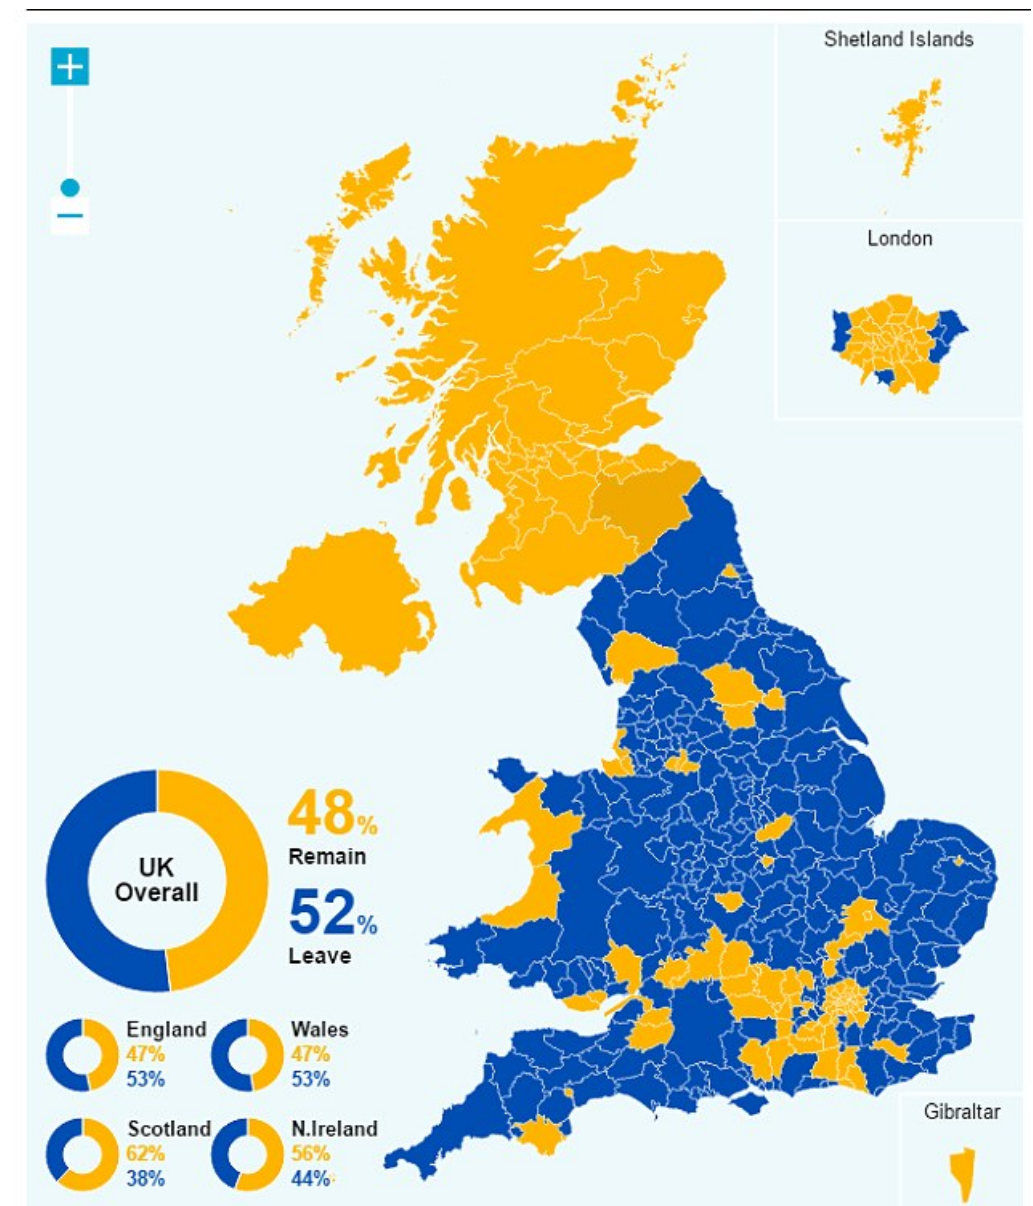 Shetland Islands
London
48%
Remain
52%
Leave
UK
Overall
England
47%
53%
Wales
47%
53%
Scotland
62%
38%
N.Ireland
56%
44%
Gibraltar